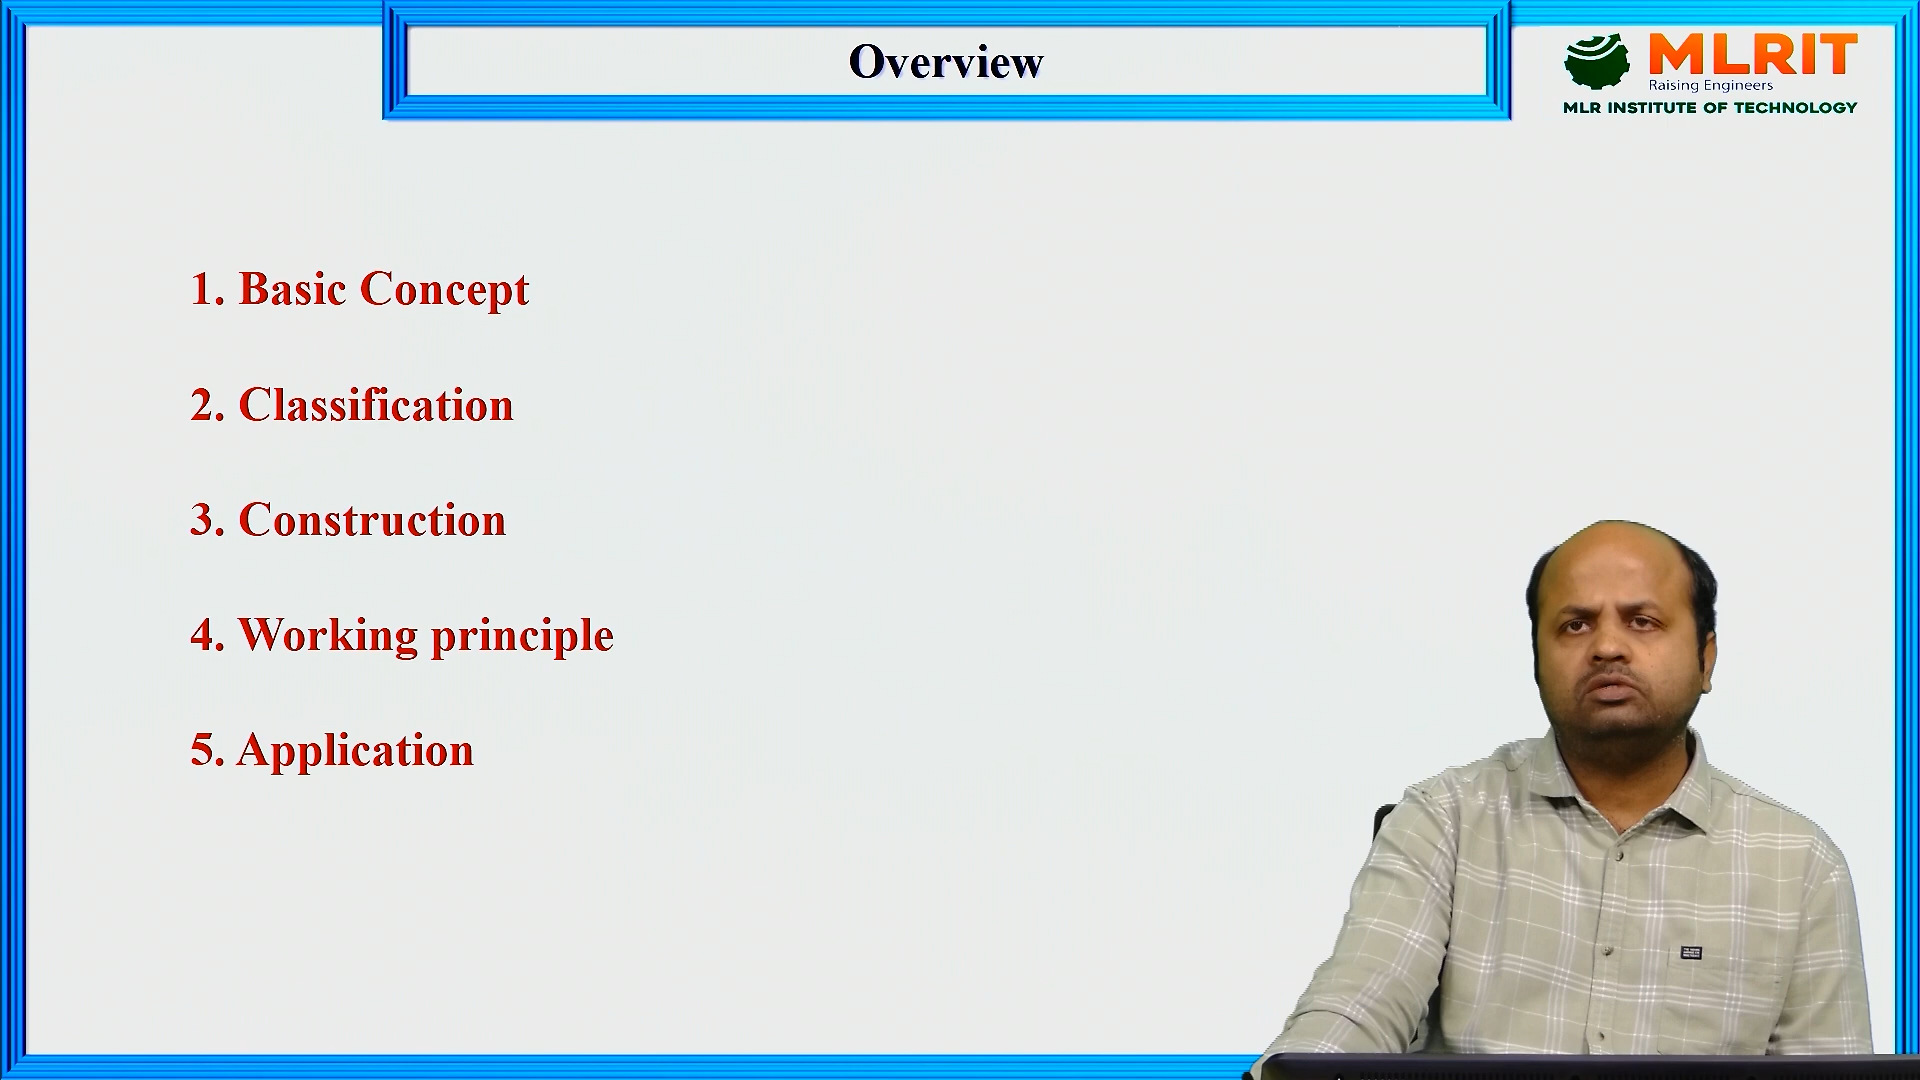 Overview
MLRIT
Raising Engineers
MLR INSTITUTE OF TECHNOLOGY
1. Basic Concept
2. Classification
3. Construction
4. Working principle
5. Application